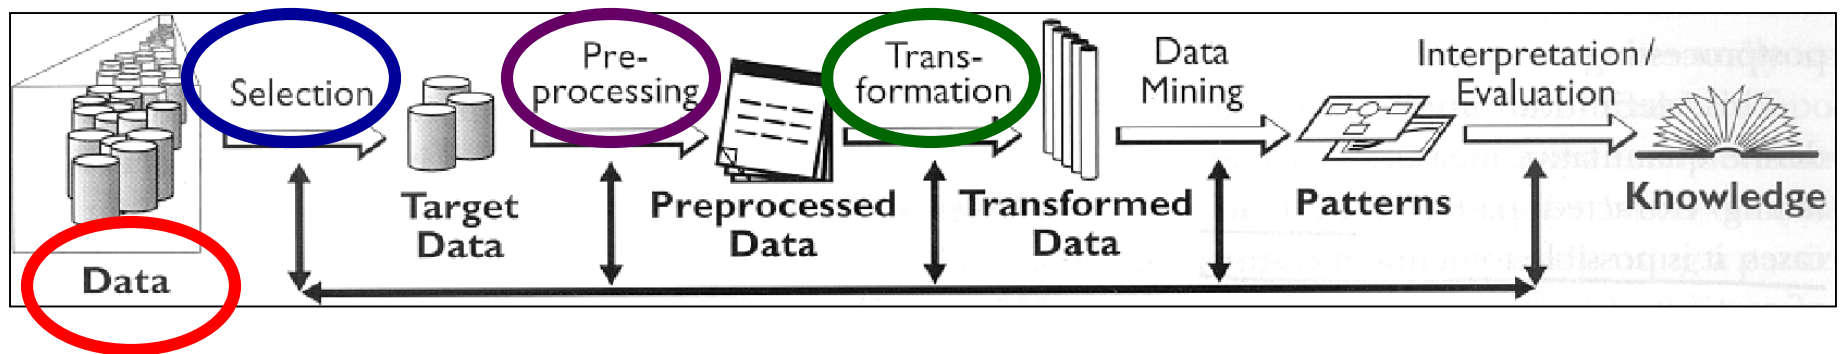 Data
Selection
Target
Data
Pre-
processing
Preprocessed
Data
Trans-
formation
Transformed
Data
Data
Mining
Patterns
Interpretation/
Evaluation
Knowledge